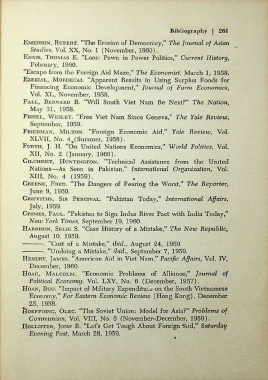 Bibliography | 261
EMERSON, RUPERT. "The Erosion of Democracy," The Journal of Asian
Studies, Vol. XX, No. 1 (November, 1960).
ENNIS, THOMAS E. "Laos: Pawn in Power Politics," Current History,
February, 1960.
"Escape from the Foreign Aid Maze," The Economist, March 1, 1958.
EZEKIAL, MORDECAI. "Apparent Results in Using Surplus Foods for
Financing Economic Development," Journal of Farm Economics,
Vol. XL, November, 1958.
FALL, BERNARD B. "Will South Viet Nam Be Next?" The Nation,
May 31, 1958.
FISHEL, WESLEY. "Free Viet Nam Since Geneva," The Yale Review,
September, 1959.
FRIEDMAN, MILTON. "Foreign Economic Aid," Yale Review, Vol.
XLVII, No. 4 (Summer, 1958).
FURTH, J. H. "On United Nations Economics," World Politics, Vol.
XII, No. 2 (January, 1960).
GILCHRIST, HUNTINGTON. "Technical Assistance from the United
Nations—As Seen in Pakistan," International Organization, Vol.
XIII, No. 4 (1959).
GREENE, FRED. "The Dangers of Fearing the Worst," The Reporter,
June 9, 1960.
GRIFFITHS, SIR PERCIVAL. "Pakistan Today," International Affairs,
July, 1959.
GRIMES, PAUL. "Pakistan to Sign Indus River Pact with India Today,"
New York Times, September 19, 1960.
HARRISON, SELIG S. "Case History of a Mistake," The New Republic,
August 10, 1959.
———. "Cost of a Mistake," ibid., August 24, 1959.
———. "Undoing a Mistake," ibid., September 7, 1959.
HENDRY, JAMES. "American Aid in Viet Nam," Pacific Affairs, Vol. IV,
December, 1960.
HOAG, MALCOLM. "Economic Problems of Alliance," Journal of
Political Economy, Vol. LXV, No. 6 (December, 1957).
HOAN, BUU. "Impact of Military Expenditure on the South Vietnamese
Economy," Far Eastern Economic Review (Hong Kong), December
25, 1958.
HOEFFDING, OLEG. "The Soviet Union: Model for Asia?" Problems of
Communism, Vol. VIII, No. 6 (November-December, 1959).
HOLLISTER, JOHN B. "Let's Get Tough About Foreign Aid," Saturday
Evening Post, March 28, 1959.